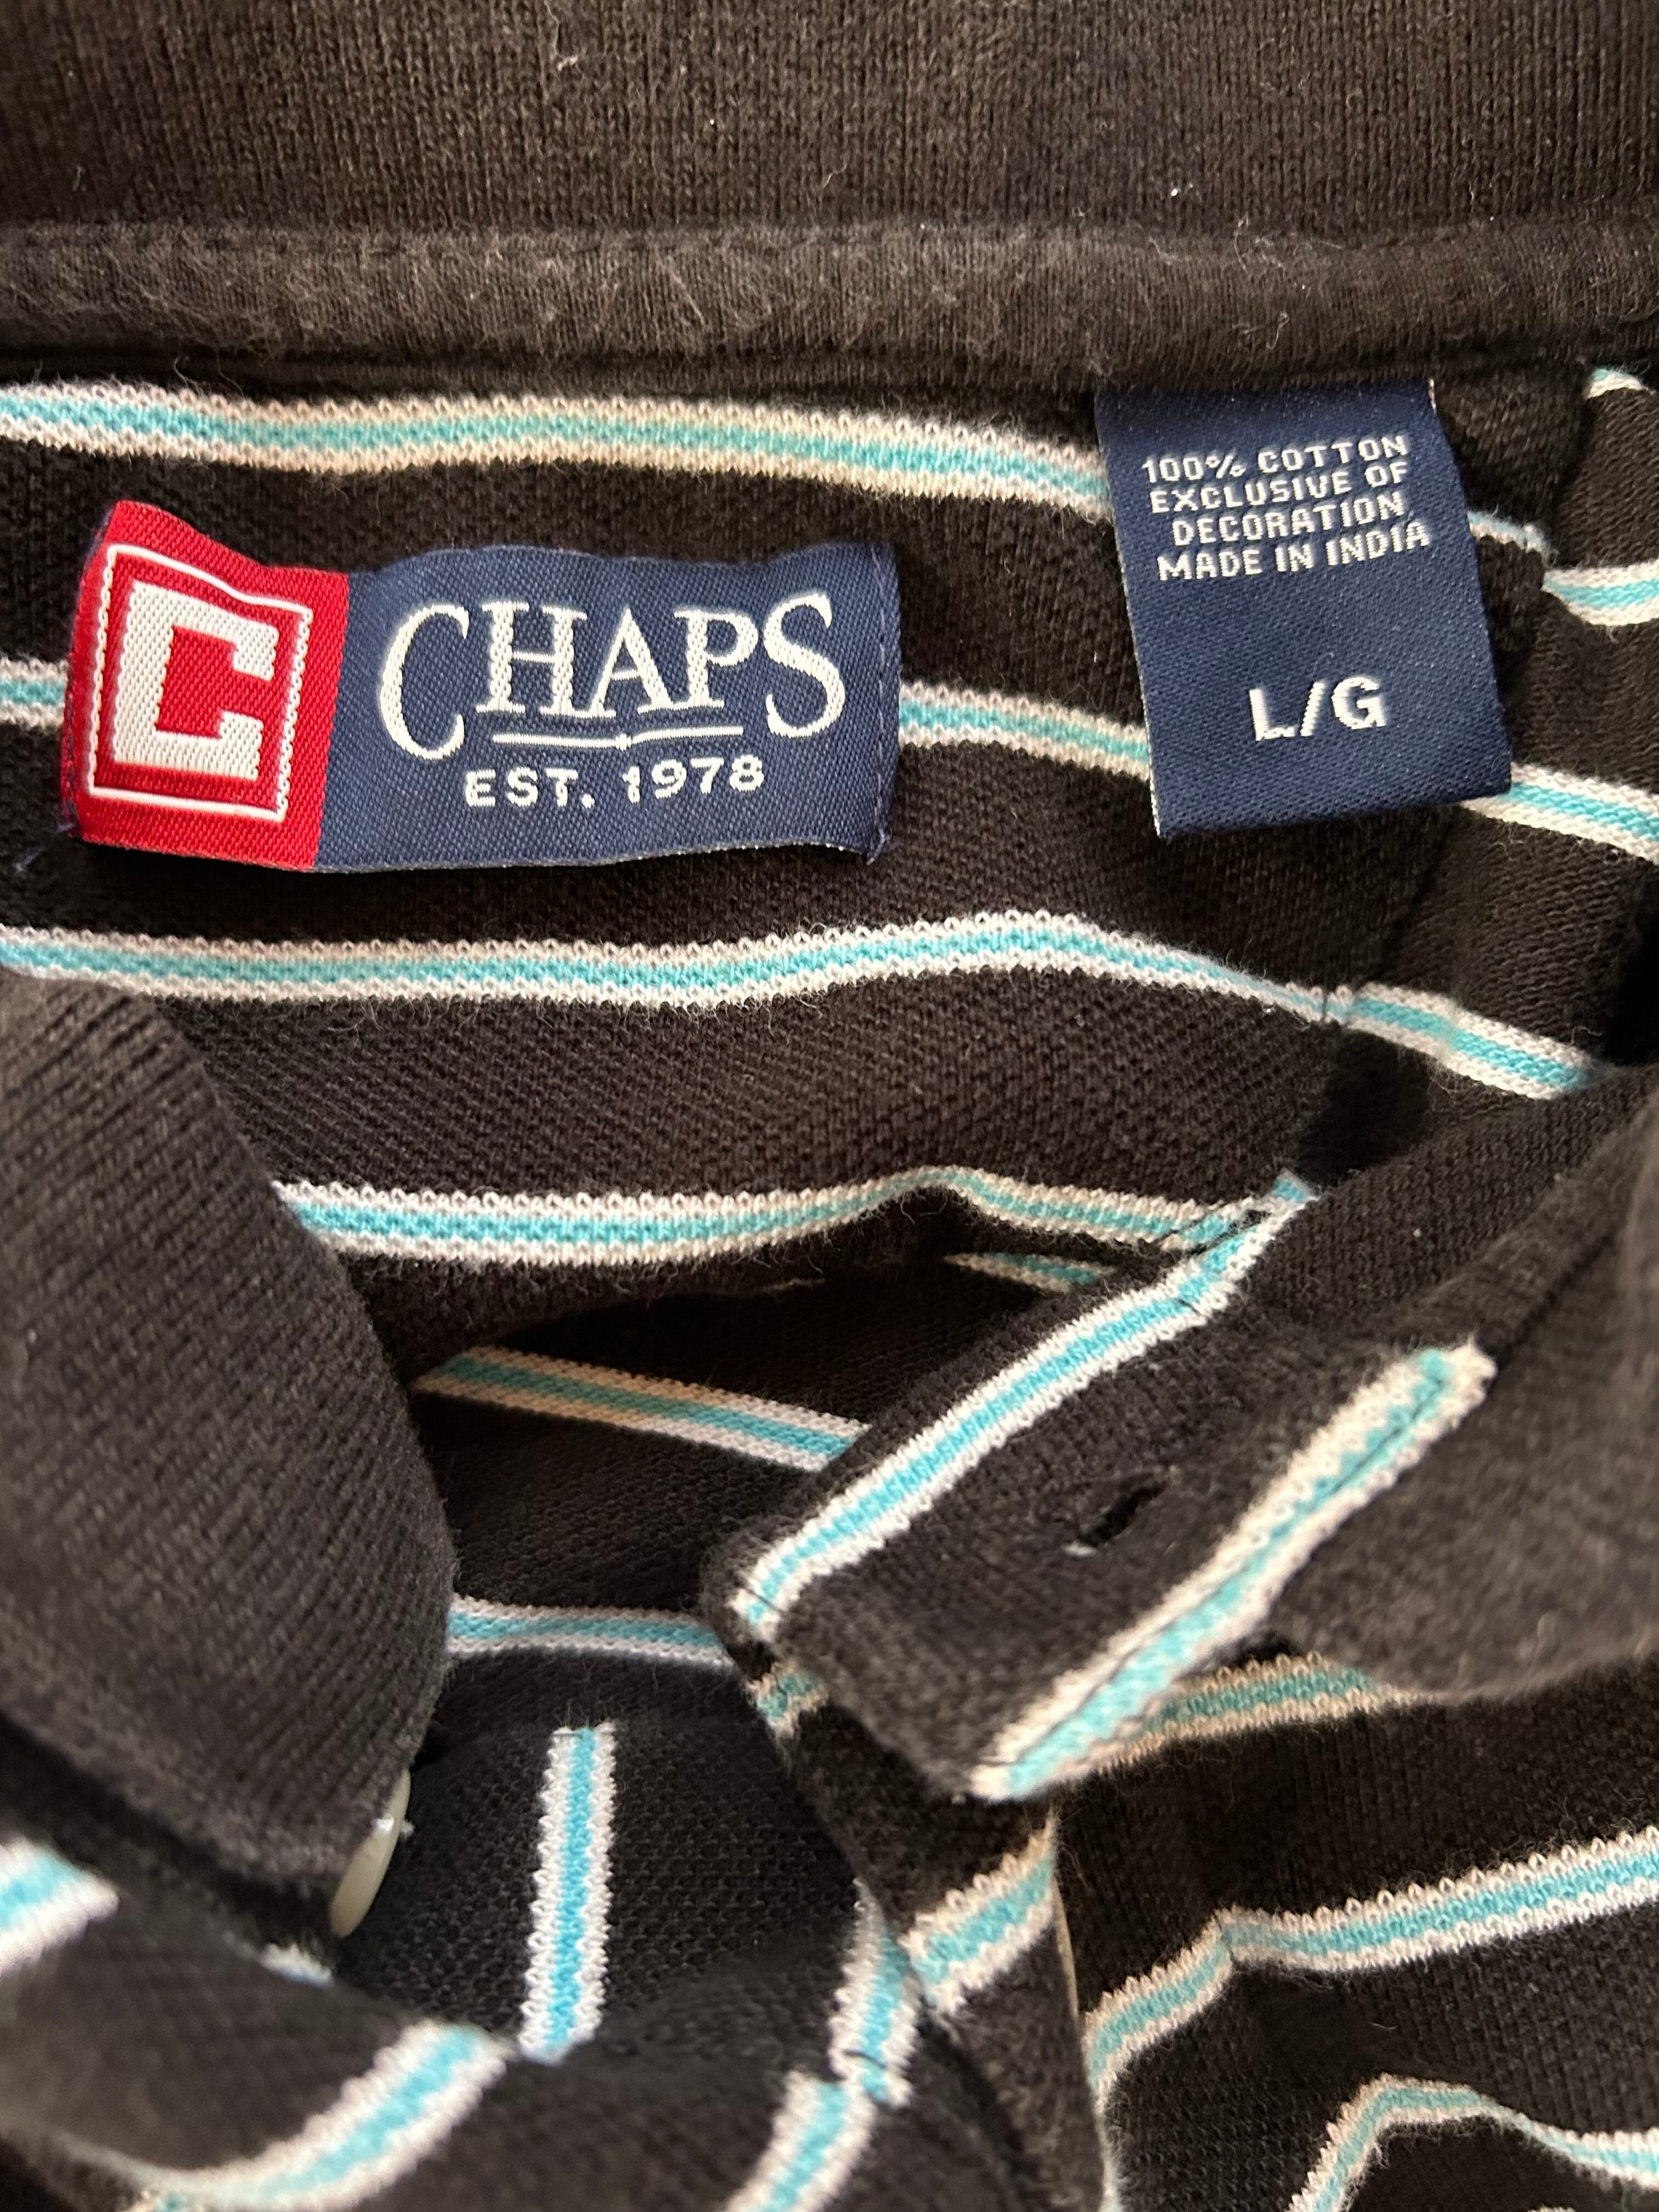 C
CHAPS
EST. 1978
100% COTTON
EXCLUSIVE OF
DECORATION
MADE IN INDIA
L/G